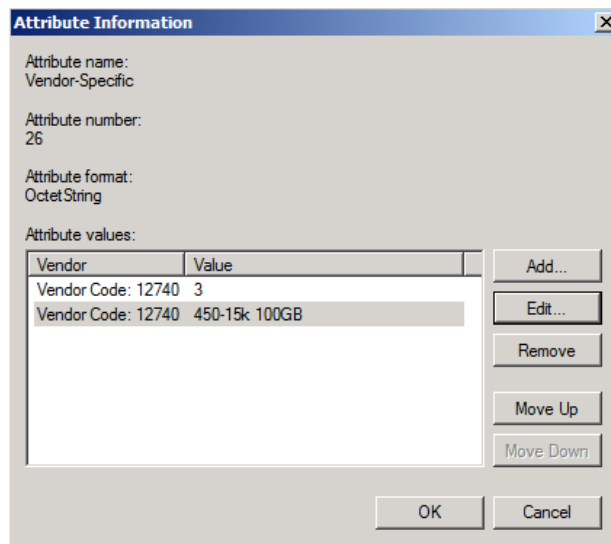 Attribute Information
Attribute name:
Vendor-Specific
Attribute number:
26
Attribute format:
OctetString
Attribute values:
Vendor Value
Vendor Code: 12740 3
Vendor Code: 12740 450-15k 100GB
Add...
Edit...
Remove
Move Up
Move Down
OK Cancel